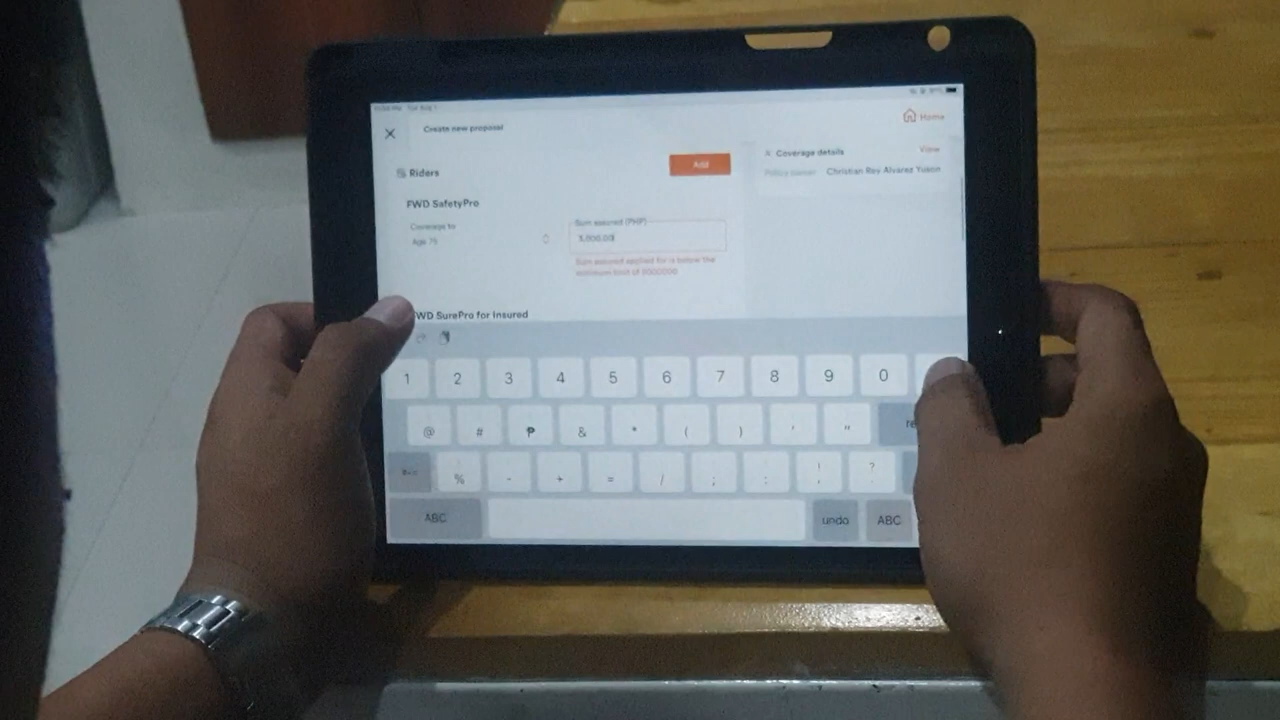 Create new proposal
Home
Riders
Add
Coverage details
View
Policy owner
Christian Rey Alvarez Yuson
FWD SafetyPro
Coverage to
Age 75
Sum assured (PHP)
Sum assured applied for is below the
minimum limit of
WD SurePro for Insured
1 2 3 4 5 6 7 8 9 0
@ # ₱ & * ( ) ' "
re
#+=
% - + = / ; : ! , ?
ABC
undo
ABC